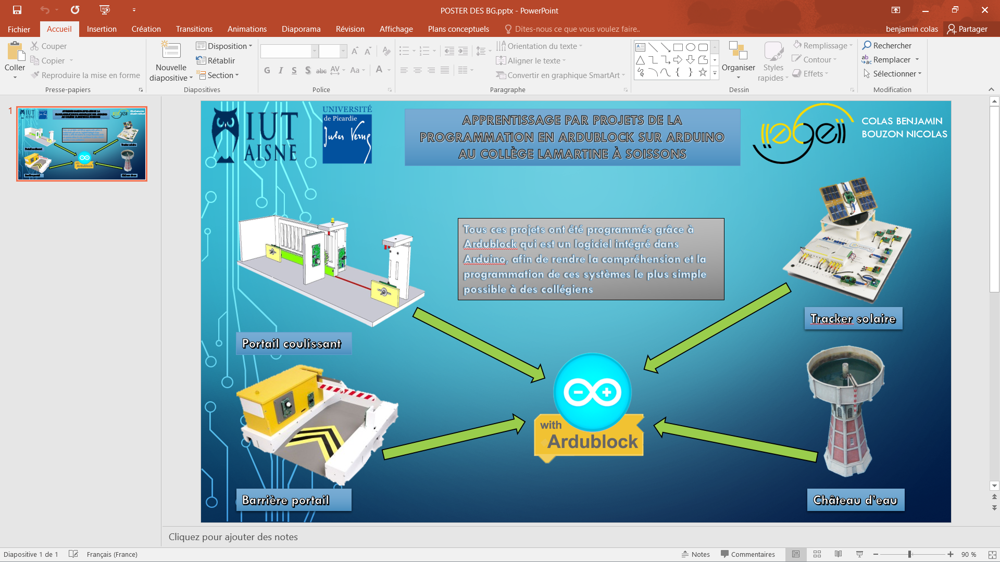 POSTER DES BG.pptx - PowerPoint
Fichier
Accueil
Insertion
Création
Transitions
Animations
Diaporama
Révision
Affichage
Plans conceptuels
Dites-nous ce que vous voulez faire..
benjamin colas
Partager
Coller
Couper
Copier
Reproduire la mise en forme
Presse-papiers
Nouvelle
diapositive
Disposition
Rétablir
Section
Diapositives
G I S S abc AV Aa A
Police
Orientation du texte
Aligner le texte
Convertir en graphique SmartArt
Paragraphe
Organiser
Styles
rapides
Remplissage
Contour
Effets
Dessin
Rechercher
Remplacer
Sélectionner
Modification
1
IUT
AISNE
UNIVERSITÉ
de Picardie
Jules Verne
APPRENTISSAGE PAR PROJETS DE LA
PROGRAMMATION EN ARDUBLOCK SUR ARDUINO
AU COLLÈGE LAMARTINE À SOISSONS
COLAS BENJAMIN
BOUZON NICOLAS
Tous ces projets ont été programmés grâce à
Ardublock qui est un logiciel intégré dans
Arduino, afin de rendre la compréhension et la
programmation de ces systèmes le plus simple
possible à des collégiens
Tracker solaire
Portail coulissant
with
Ardublock
Barrière portail
Château d'eau
Cliquez pour ajouter des notes
Diapositive 1 de 1
Français (France)
Notes
Commentaires
90 %